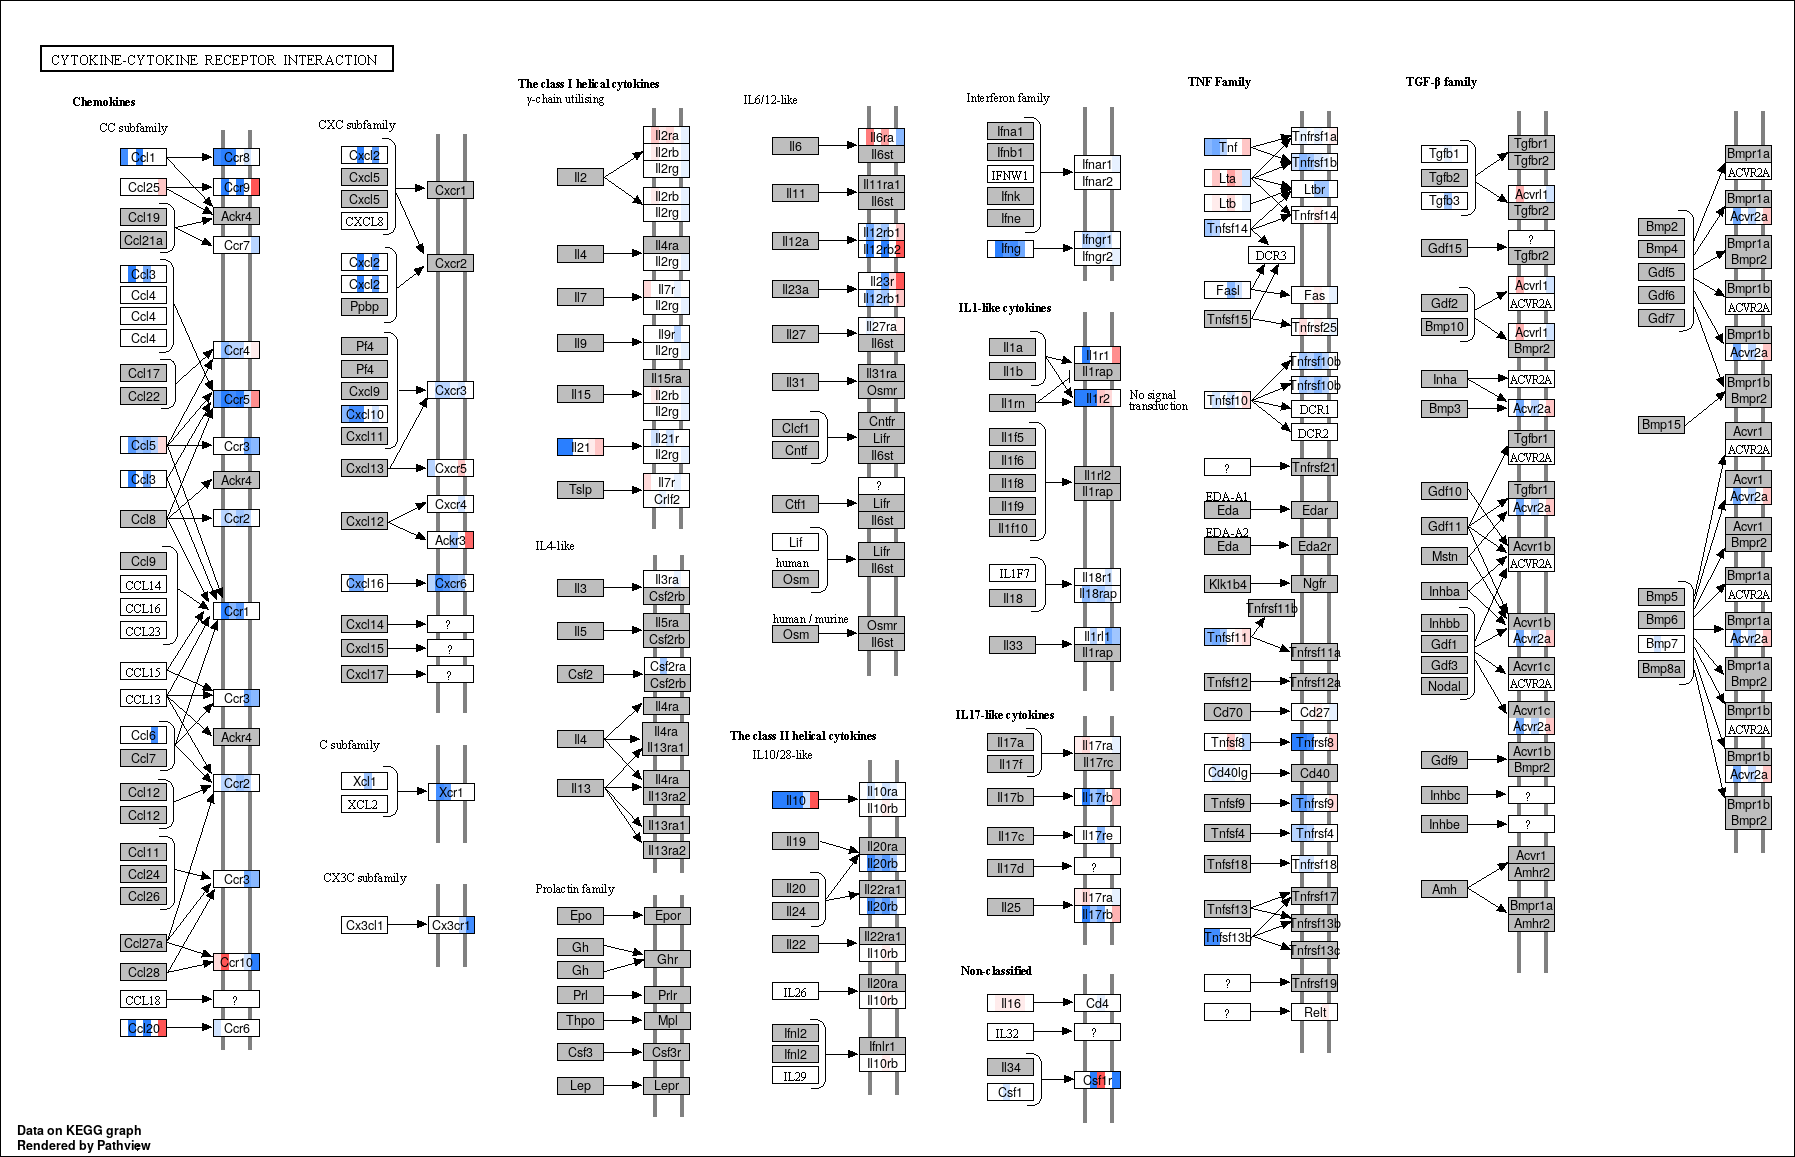 CYTOKINE-CYTOKINE RECEPTOR INTERACTION
Chemokines
CC subfamily
Ccl1
Ccr8
Ccl25
Ccr9
Ccl19
Ackr4
Ccl21a
Ccr7
Ccl3
Ccl4
Ccl4
Ccl4
Ccr4
Ccl17
Ccl22
Ccr5
Ccl5
Ccr3
Ccl3
Ackr4
Ccl8
Ccr2
Ccl9
CCL14
CCL16
Ccr1
CCL23
CCL15
CCL13
Ccr3
Ccl6
Ackr4
Ccl7
Ccr2
Ccl12
Ccl12
Ccl11
Ccl24
Ccr3
Ccl26
Ccl27a
Ccr10
Ccl28
CCL18
?
Ccl20
Ccr6
CXC subfamily
Cxcl2
Cxcl5
Cxcr1
Cxcl5
CXCL8
Cxcl2
Cxcr2
Cxcl2
Ppbp
Pf4
Pf4
Cxcl9
Cxcr3
Cxcl10
Cxcl11
Cxcl13
Cxcr5
Cxcr4
Cxcl12
Ackr3
Cxcl16
Cxcr6
Cxcl14
?
Cxcl15
?
Cxcl17
?
C subfamily
Xcl1
Xcr1
XCL2
CX3C subfamily
Cx3cl1
Cx3cr1
The class I helical cytokines
γ-chain utilising
Il2ra
Il2rb
Il2rg
Il2
Il2rb
Il2rg
Il4
Il4ra
Il2rg
Il7
Il7r
Il2rg
Il9
Il9r
Il2rg
Il15
Il15ra
Il2rb
Il2rg
Il21
Il21r
Il2rg
Tslp
Il7r
Crlf2
IL4-like
Il3
Il3ra
Csf2rb
Il5
Il5ra
Csf2rb
Csf2
Csf2ra
Csf2rb
Il4ra
Il4
Il4ra
Il13ra1
Il13
Il4ra
Il13ra2
Il13ra1
Il13ra2
Prolactin family
Epo
Epor
Gh
Ghr
Gh
Prl
Prlr
Thpo
Mpl
Csf3
Csf3r
Lep
Lepr
IL6/12-like
Il6
Il6ra
Il6st
Il11
Il11ra1
Il6st
Il12a
Il12rb1
Il12rb2
Il23a
Il23r
Il12rb1
Il27
Il27ra
Il6st
Il31
Il31ra
Osmr
Clcf1
Cntf
Cntfr
Lifr
Il6st
Ctf1
?
Lifr
Il6st
Lif
human
Osm
Lifr
Il6st
human / murine
Osm
Osmr
Il6st
The class II helical cytokines
IL10/28-like
Il10
Il10ra
Il10rb
Il19
Il20ra
Il20rb
Il20
Il24
Il22ra1
Il20rb
Il22
Il22ra1
Il10rb
IL26
Il20ra
Il10rb
Ifnl2
Ifnl2
IL29
Ifnlr1
Il10rb
Interferon family
Ifna1
Ifnb1
IFNW1
Ifnk
Ifne
Ifnar1
Ifnar2
Ifng
Ifngr1
Ifngr2
IL1-like cytokines
Il1a
Il1b
Il1r1
Il1rap
Il1rn
Il1r2
No signal
transduction
Il1f5
Il1f6
Il1f8
Il1f9
Il1f10
Il1rl2
Il1rap
IL1F7
Il18
Il18r1
Il18rap
Il33
Il1rl1
Il1rap
IL17-like cytokines
Il17a
Il17f
Il17ra
Il17rc
Il17b
Il17rb
Il17c
Il17re
Il17d
?
Il25
Il17ra
Il17rb
Non-classified
Il16
Cd4
IL32
?
Il34
Csf1
Csf1r
TNF Family
Tnf
Tnfrsf1a
Tnfrsf1b
Lta
Ltbr
Ltb
Tnfrsf14
Tnfsf14
DCR3
Fasl
Fas
Tnfsf15
Tnfrsf25
Tnfrsf10b
Tnfrsf10b
Tnfsf10
DCR1
DCR2
?
Tnfrsf21
EDA-A1
Eda
Edar
EDA-A2
Eda
Eda2r
Klk1b4
Ngfr
Tnfrsf11b
Tnfsf11
Tnfrsf11a
Tnfsf12
Tnfrsf12a
Cd70
Cd27
Tnfsf8
Tnfrsf8
Cd40lg
Cd40
Tnfsf9
Tnfrsf9
Tnfsf4
Tnfrsf4
Tnfsf18
Tnfrsf18
Tnfsf13
Tnfrsf17
Tnfrsf13b
Tnfsf13b
Tnfrsf13c
?
Tnfrsf19
?
Relt
TGF-β family
Tgfb1
Tgfb2
Tgfb3
Tgfbr1
Tgfbr2
Acvrl1
Tgfbr2
Gdf15
?
Tgfbr2
Gdf2
Bmp10
Acvrl1
ACVR2A
Acvrl1
Bmpr2
Inha
ACVR2A
Bmp3
Acvr2a
Tgfbr1
ACVR2A
Gdf10
Tgfbr1
Acvr2a
Gdf11
Mstn
Acvr1b
ACVR2A
Inhba
Inhbb
Gdf1
Gdf3
Nodal
Acvr1b
Acvr2a
Acvr1c
ACVR2A
Acvr1c
Acvr2a
Gdf9
Acvr1b
Bmpr2
Inhbc
?
Inhbe
?
Amh
Acvr1
Amhr2
Bmpr1a
Amhr2
Bmp2
Bmp4
Gdf5
Gdf6
Gdf7
Bmpr1a
ACVR2A
Bmpr1a
Acvr2a
Bmpr1a
Bmpr2
Bmpr1b
ACVR2A
Bmpr1b
Acvr2a
Bmpr1b
Bmpr2
Bmp15
Acvr1
ACVR2A
Acvr1
Acvr2a
Acvr1
Bmpr2
Bmp5
Bmp6
Bmp7
Bmp8a
Bmpr1a
ACVR2A
Bmpr1a
Acvr2a
Bmpr1a
Bmpr2
Bmpr1b
ACVR2A
Bmpr1b
Acvr2a
Bmpr1b
Bmpr2
Data on KEGG graph
Rendered by Pathview